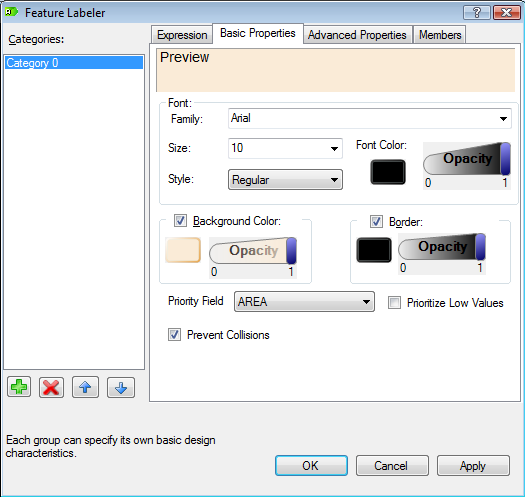 Feature Labeler
Categories:
Expression Basic Properties Advanced Properties Members
Category 0
Preview
Font:
Family: Arial
Size: 10 Font Color: Opacity
0 1
Style: Regular
Background Color: Border:
Opacity Opacity
0 1 0 1
Priority Field AREA Prioritize Low Values
Prevent Collisions
Each group can specify its own basic design
characteristics.
OK Cancel Apply